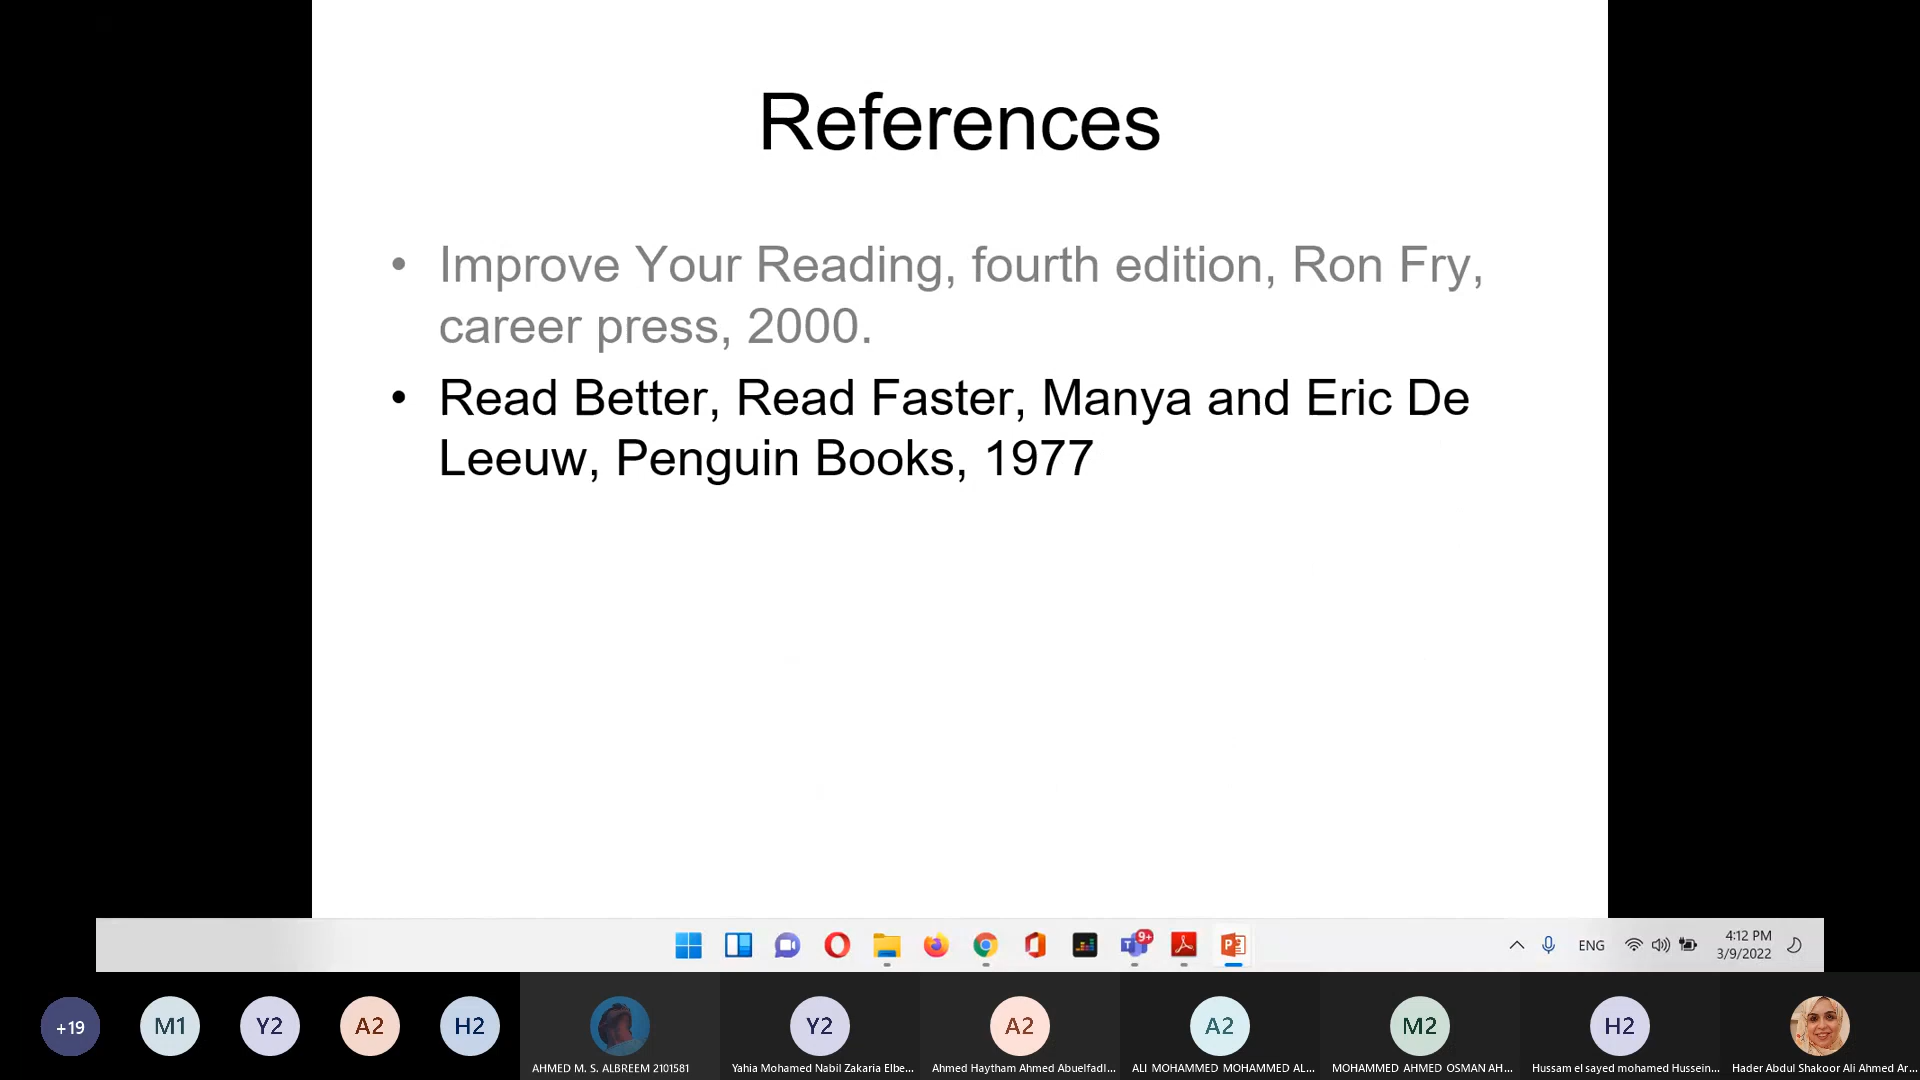 References
• Improve Your Reading, fourth edition, Ron Fry,
career press, 2000.
• Read Better, Read Faster, Manya and Eric De
Leeuw, Penguin Books, 1977
9+
ENG
4:12 PM
3/9/2022
+19
M1
Y2
A2
H2
Y2
A2
A2
M2
H2
AHMED M. S. ALBREEM 2101581
Yahia Mohamed Nabil Zakaria Elbe...
Ahmed Haytham Ahmed Abuelfadl...
ALI MOHAMMED MOHAMMED AL...
MOHAMMED AHMED OSMAN AH...
Hussam el sayed mohamed Hussein...
Hader Abdul Shakoor Ali Ahmed Ar...